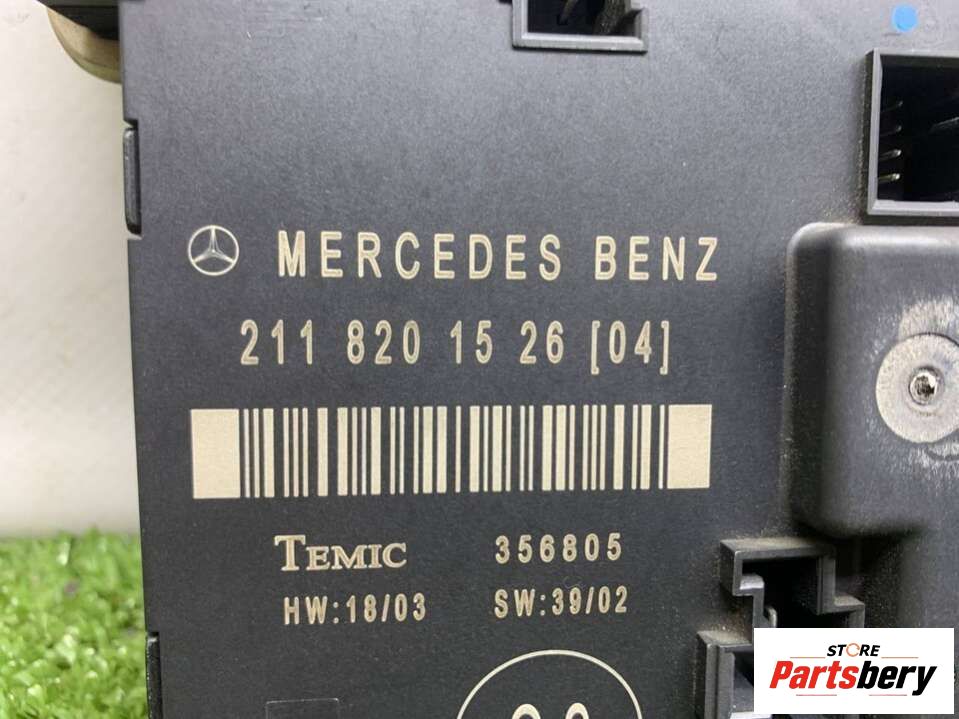 MERCEDES BENZ
211 820 15 26 [04]
TEMIC 356805
HW:18/03 SW:39/02
STORE
Partsbery